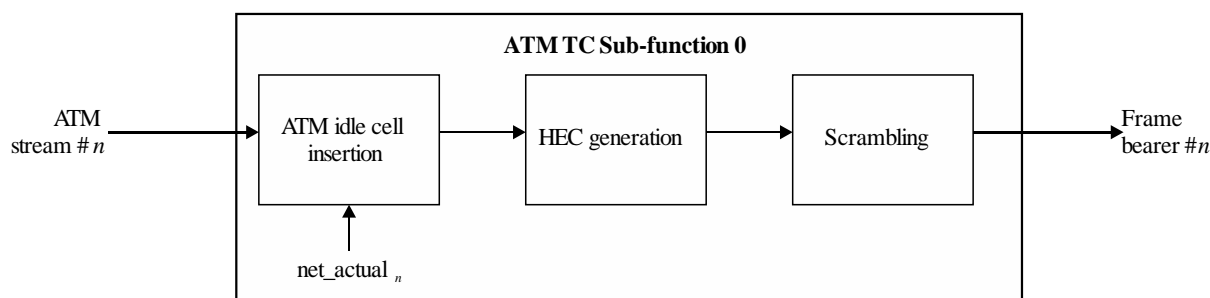 ATM TC Sub-function 0
ATM
stream # n
ATM idle cell
insertion
HEC generation
Scrambling
Frame
bearer # n
net_actual n